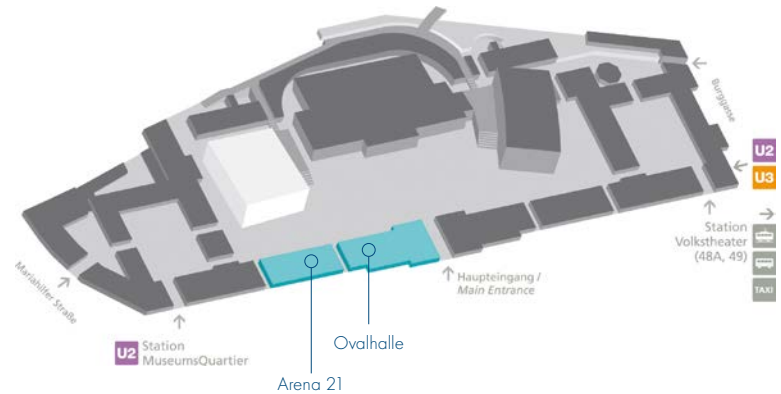 Burggasse
U2
U3
Station
Volkstheater
(48A, 49)
TAXI
Haupteingang /
Main Entrance
Mariahilfer Straße
U2 Station
MuseumsQuartier
Ovalhalle
Arena 21